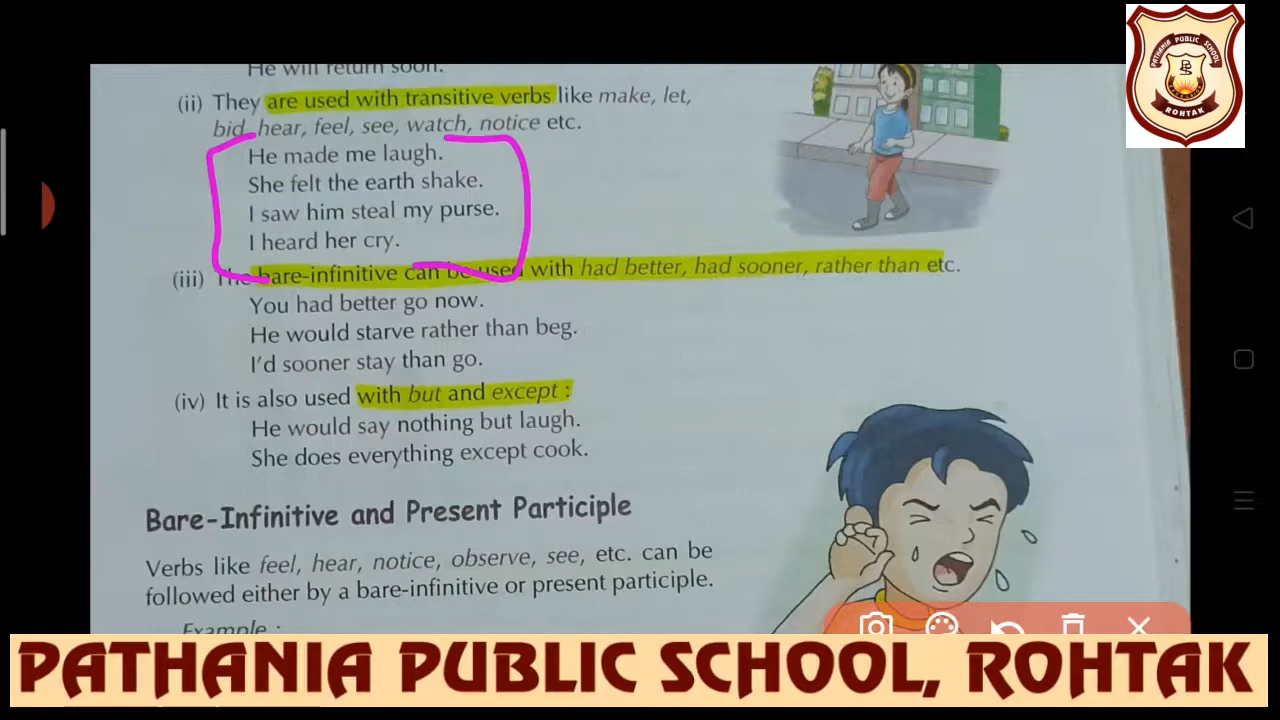 He will return soon.
(ii) They are used with transitive verbs like make, let,
bid, hear, feel, see, watch, notice etc.
He made me laugh.
She felt the earth shake.
I saw him steal my purse.
I heard her cry.
(iii) The bare-infinitive can be used with had better, had sooner, rather than etc.
You had better go now.
He would starve rather than beg.
I'd sooner stay than go.
(iv) It is also used with but and except :
He would say nothing but laugh.
She does everything except cook.
Bare-Infinitive and Present Participle
Verbs like feel, hear, notice, observe, see, etc. can be
followed either by a bare-infinitive or present participle.
Example :
PATHANIA PUBLIC SCHOOL
ROHTAK
PATHANIA PUBLIC SCHOOL, ROHTAK